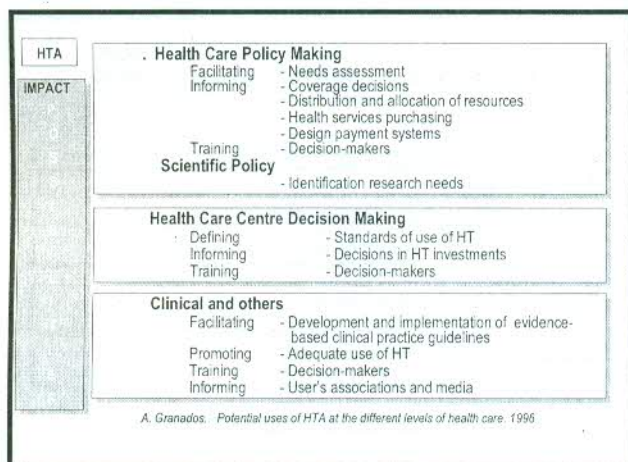 HTA
IMPACT
. Health Care Policy Making
Facilitating - Needs assessment
Informing - Coverage decisions
- Distribution and allocation of resources
- Health services purchasing
- Design payment systems
Training - Decision-makers
Scientific Policy
- Identification research needs
Health Care Centre Decision Making
Defining - Standards of use of HT
Informing - Decisions in HT investments
Training - Decision-makers
Clinical and others
Facilitating - Development and implementation of evidence-
based clinical practice guidelines
Promoting - Adequate use of HT
Training - Decision-makers
Informing - User's associations and media
A. Granados. Potential uses of HTA at the different levels of health care. 1996